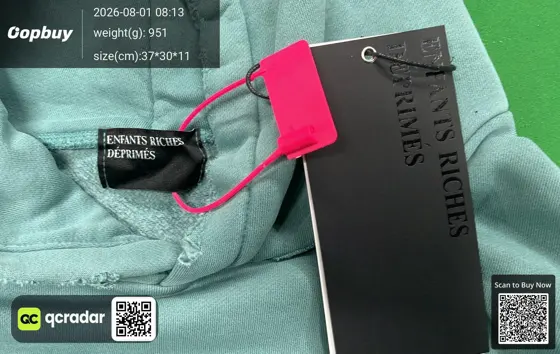 Oopbuy
2026-08-01 08:13
weight(g): 951
size(cm):37*30*11
ENFANTS RICHES
DÉPRIMÉS
ENFANTS RICHES
DÉPRIMÉS
QC qcradar
Scan to Buy Now